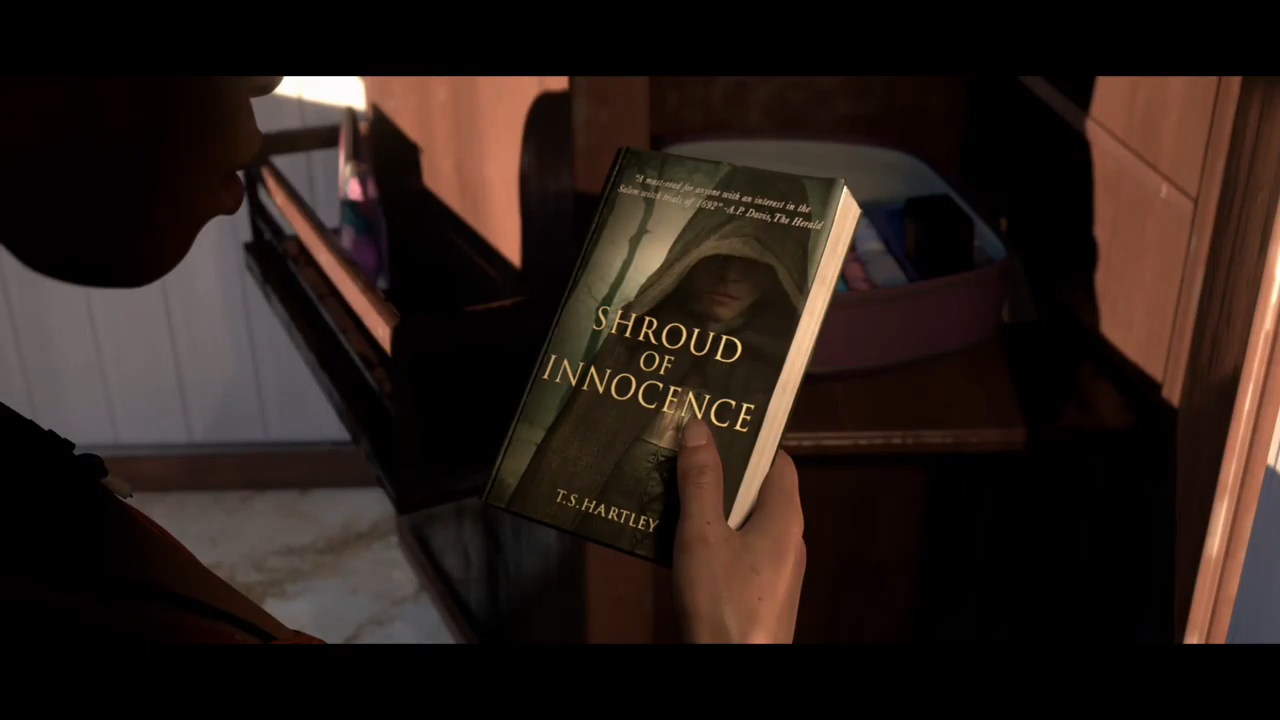 "A must-read for anyone with an interest in the
Salem witch trials of 1692" -A.P. Davis, The Herald
SHROUD
OF
INNOCENCE
T.S. HARTLEY